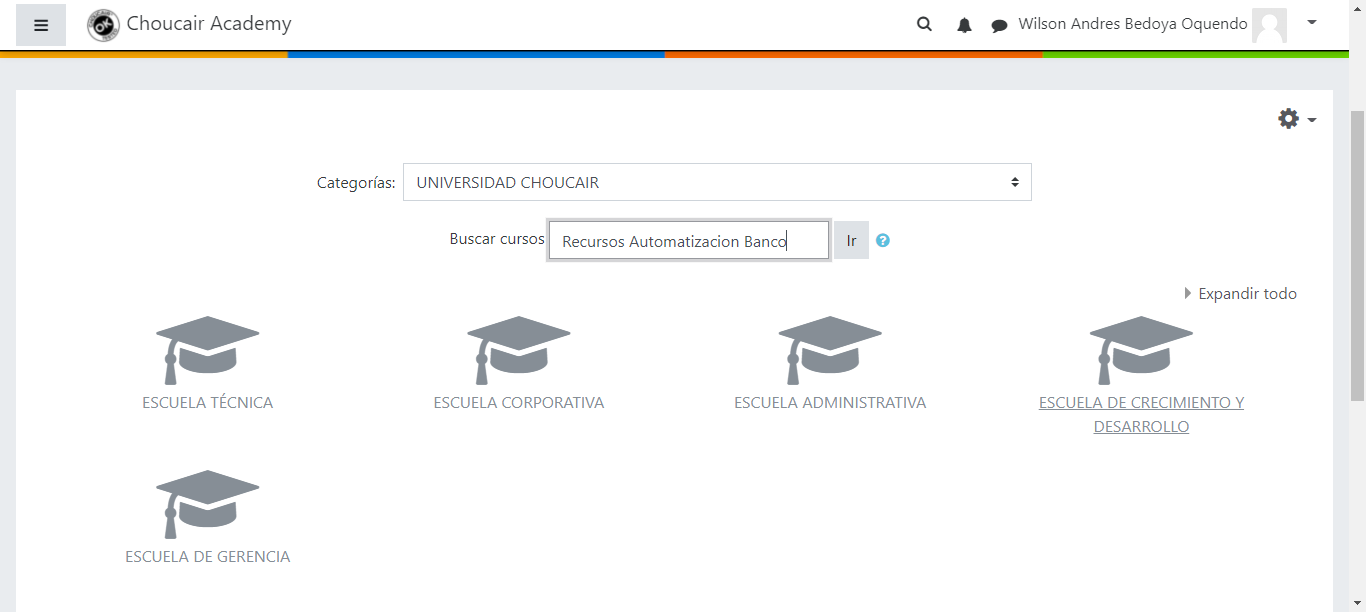 Choucair Academy
Wilson Andres Bedoya Oquendo
Categorías:
UNIVERSIDAD CHOUCAIR
Buscar cursos
Recursos Automatizacion Banco
Ir
Expandir todo
ESCUELA TÉCNICA
ESCUELA CORPORATIVA
ESCUELA ADMINISTRATIVA
ESCUELA DE CRECIMIENTO Y
DESARROLLO
ESCUELA DE GERENCIA